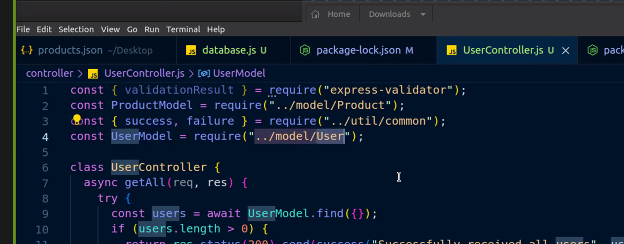 Home Downloads
File Edit Selection View Go Run Terminal Help
{.} products.json ~/Desktop JS database.js U package-lock.json M JS UserController.js U
controller > JS UserController.js > UserModel
1 const { validationResult } = require("express-validator");
2 const ProductModel = require("../model/Product");
3 const { success, failure } = require("../util/common");
4 const UserModel = require("../model/User");
5
6 class UserController {
7 async getAll(req, res) {
8 try {
9 const users = await UserModel.find({});
10 if (users.length > 0) {